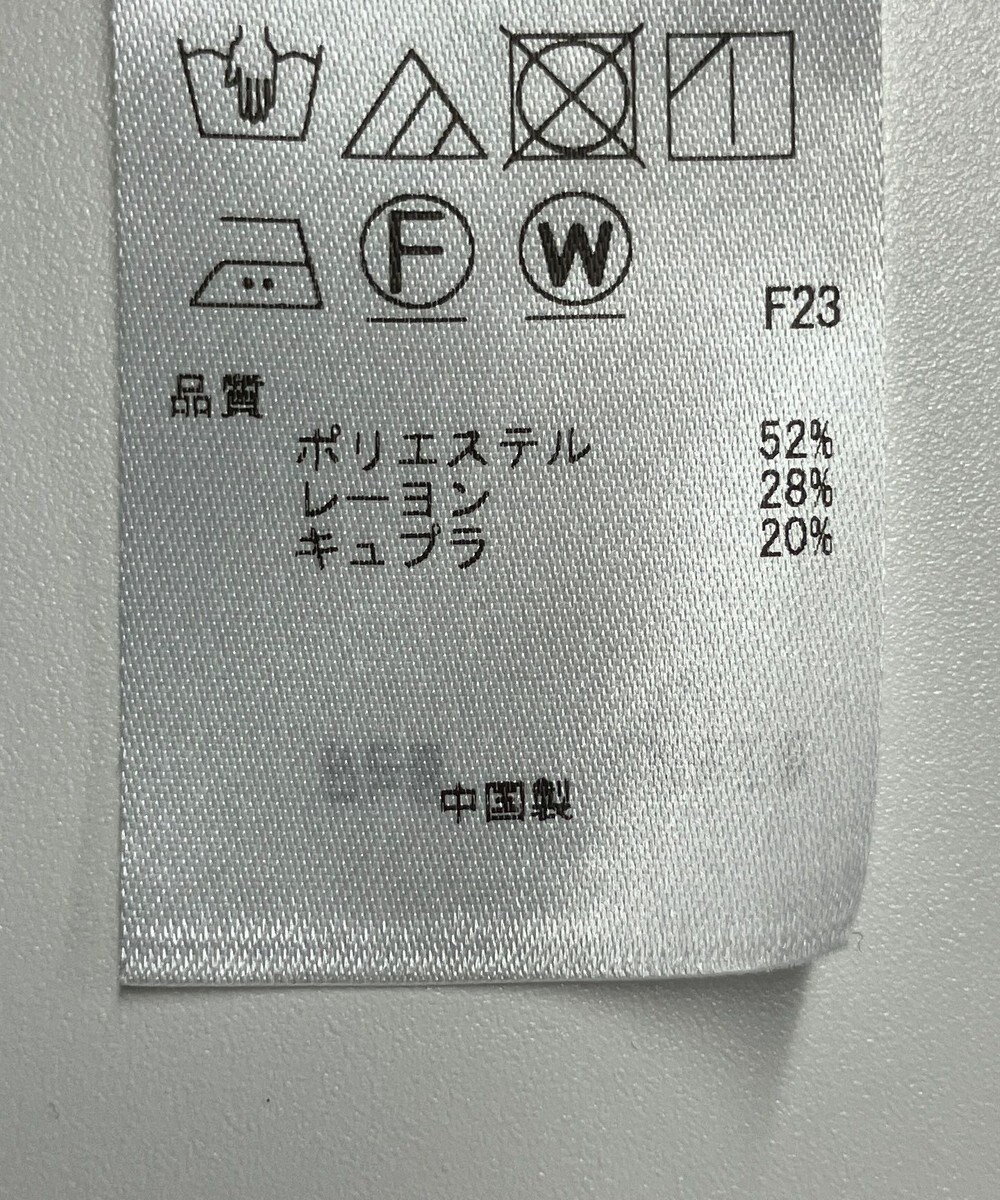 F W
F23
品質
ポリエステル 52%
レーヨン 28%
キュプラ 20%
中国製